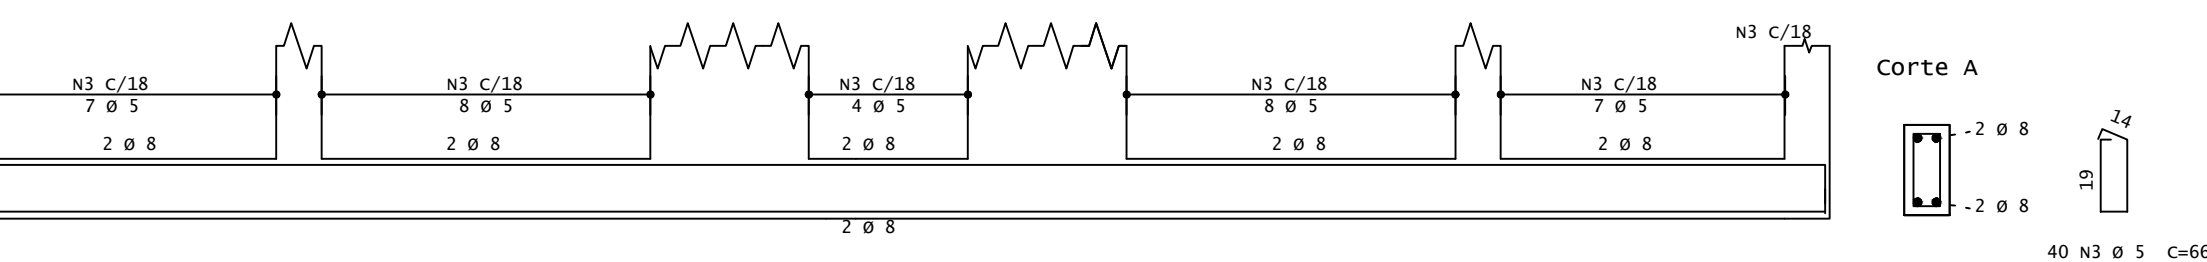 N3 C/18
Corte A
N3 C/18 N3 C/18 N3 C/18 N3 C/18 N3 C/18
7 Ø 5 8 Ø 5 4 Ø 5 8 Ø 5 7 Ø 5
2 Ø 8 2 Ø 8 2 Ø 8 2 Ø 8 2 Ø 8
2 Ø 8
14
-2 Ø 8
19
-2 Ø 8
40 N3 Ø 5 C=66